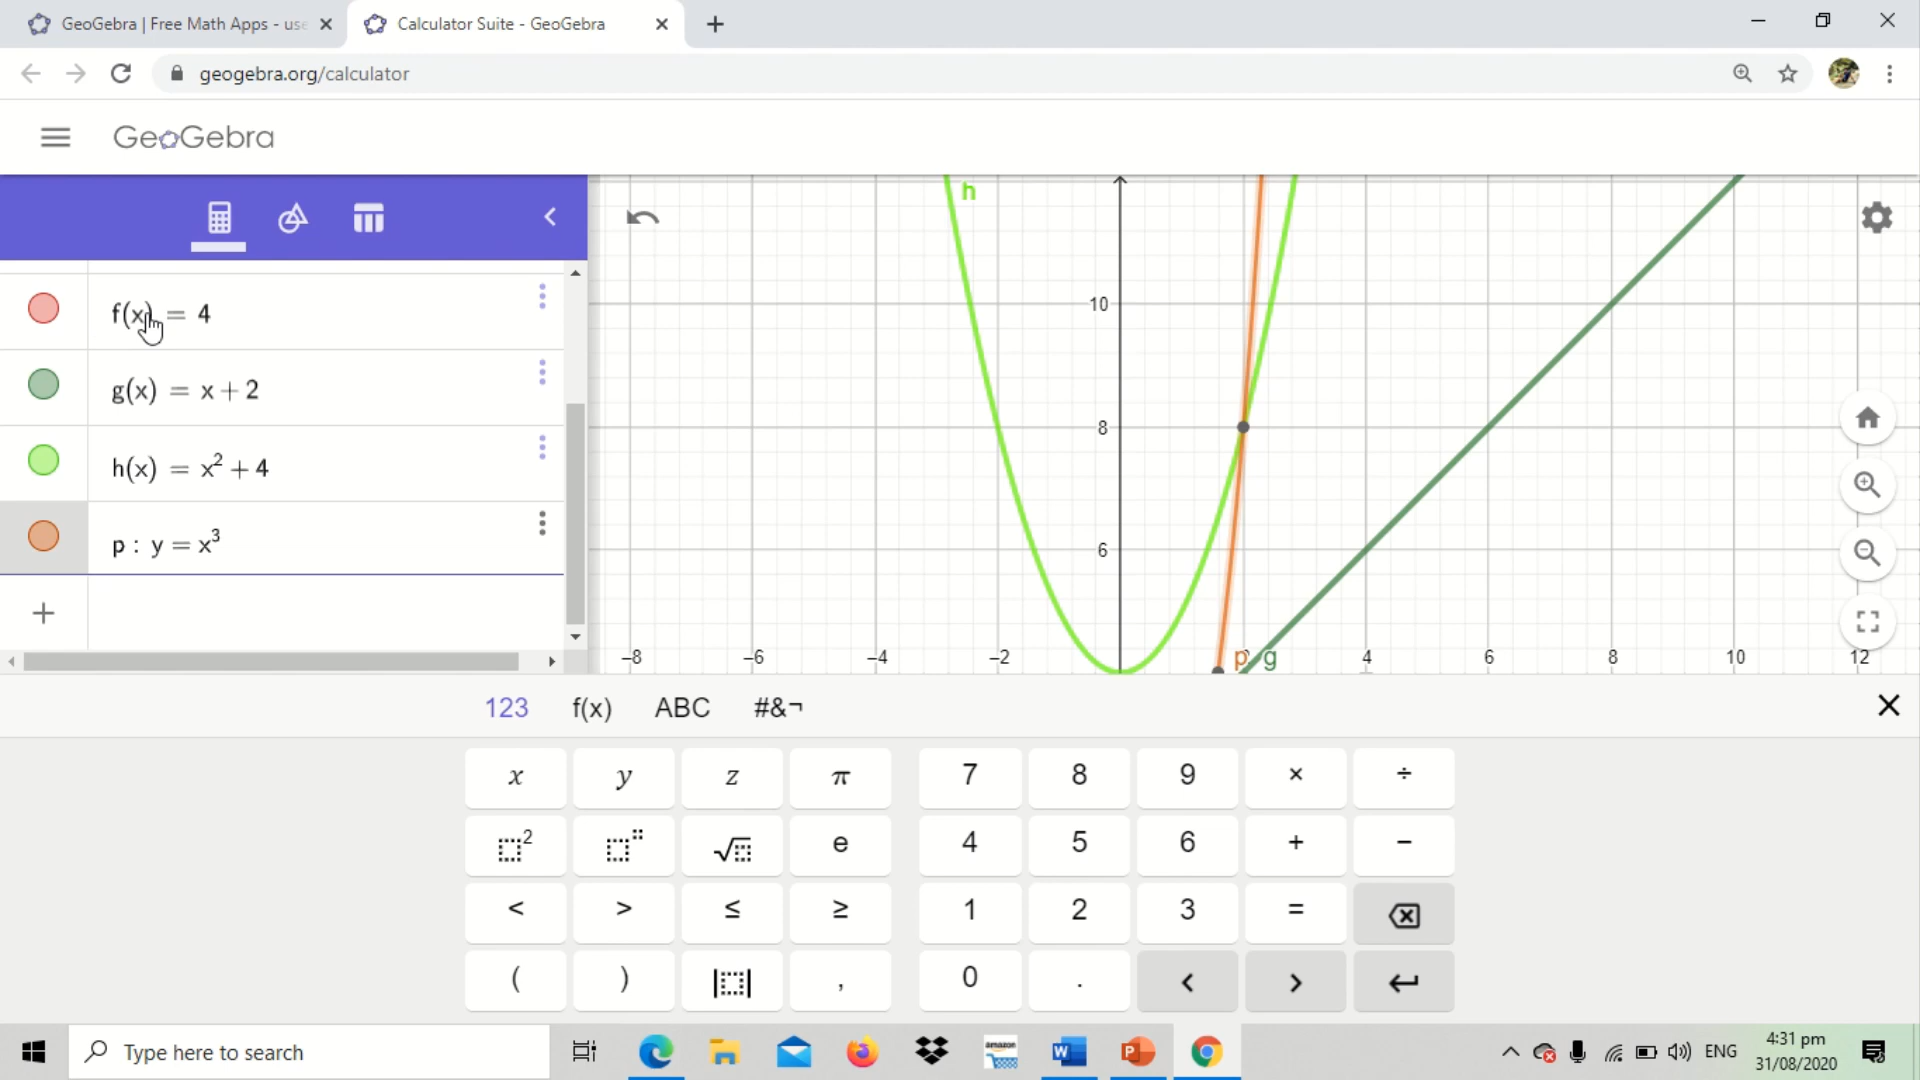 GeoGebra | Free Math Apps - use
Calculator Suite - GeoGebra
geogebra.org/calculator
GeoGebra
f(x) = 4
g(x) = x + 2
h(x) = x² + 4
p : y = x³
h
10
8
6
−8 −6 −4 −2 p g 4 6 8 10 12
123 f(x) ABC #&¬
x y z π 7 8 9 × ÷
⬚² ⬚ √⬚ e 4 5 6 + −
< > ≤ ≥ 1 2 3 =
( ) |⬚| , 0 . < >
Type here to search
amazon
W
P
ENG
4:31 pm
31/08/2020